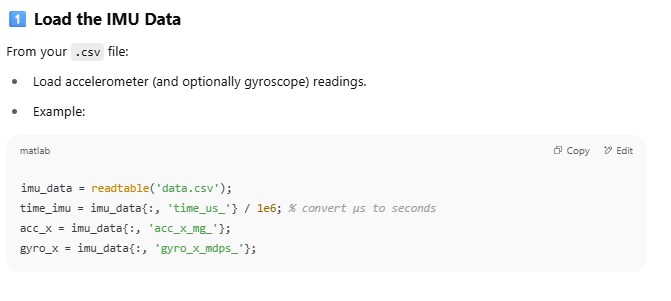 1 Load the IMU Data
From your .csv file:
• Load accelerometer (and optionally gyroscope) readings.
• Example:
matlab Copy Edit
imu_data = readtable('data.csv');
time_imu = imu_data{:, 'time_us_'} / 1e6; % convert µs to seconds
acc_x = imu_data{:, 'acc_x_mg_'};
gyro_x = imu_data{:, 'gyro_x_mdps_'};